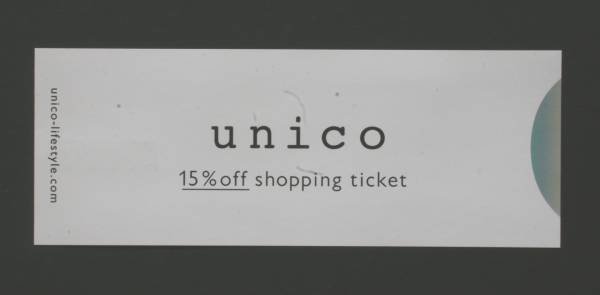 unico
15%off shopping ticket
unico-lifestyle.com